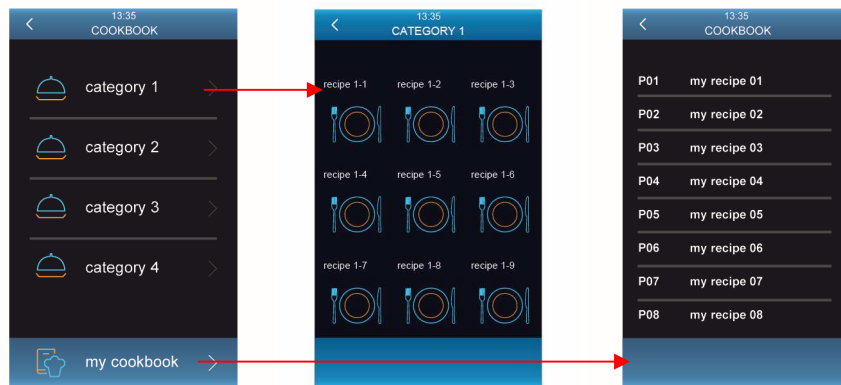 13:35
COOKBOOK
category 1
category 2
category 3
category 4
my cookbook
13:35
CATEGORY 1
recipe 1-1 recipe 1-2 recipe 1-3
recipe 1-4 recipe 1-5 recipe 1-6
recipe 1-7 recipe 1-8 recipe 1-9
13:35
COOKBOOK
P01 my recipe 01
P02 my recipe 02
P03 my recipe 03
P04 my recipe 04
P05 my recipe 05
P06 my recipe 06
P07 my recipe 07
P08 my recipe 08